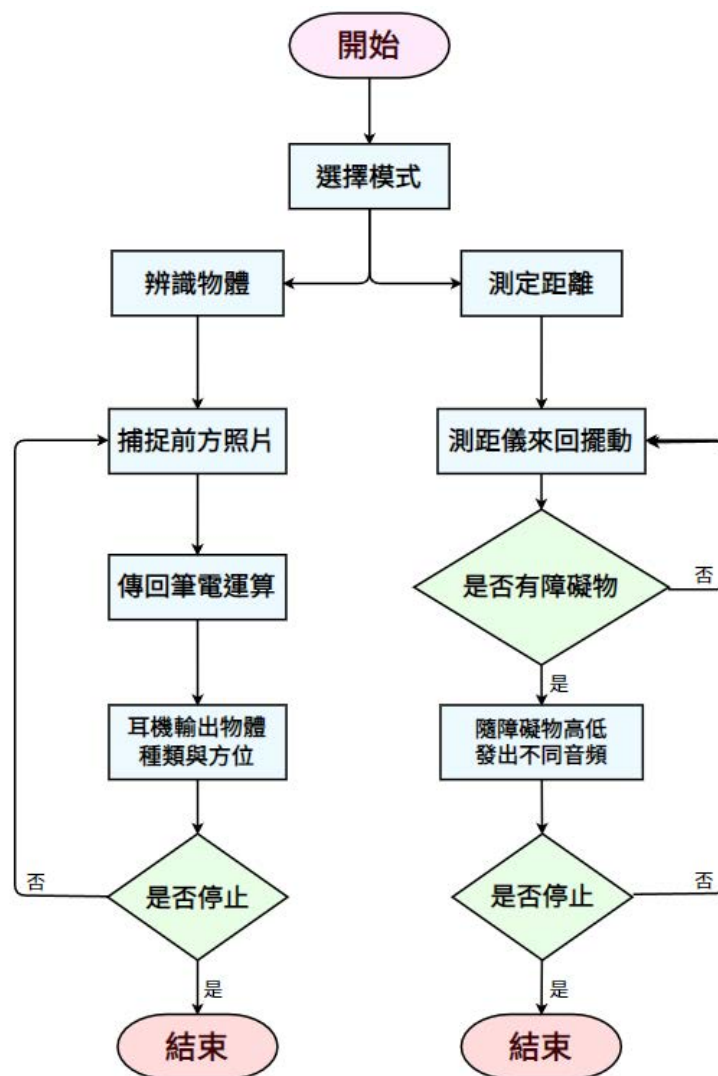 開始
選擇模式
辨識物體
測定距離
捕捉前方照片
測距儀來回擺動
傳回筆電運算
是否有障礙物
否
是
耳機輸出物體
種類與方位
隨障礙物高低
發出不同音頻
否
是否停止
是否停止
否
是
是
結束
結束